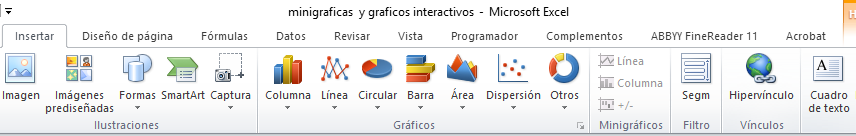 minigraficas y graficos interactivos - Microsoft Excel
Insertar Diseño de página Fórmulas Datos Revisar Vista Programador Complementos ABBYY FineReader 11 Acrobat
Imagen Imágenes prediseñadas Formas SmartArt Captura
Ilustraciones
Columna Línea Circular Barra Área Dispersión Otros
Gráficos
Línea
Columna
+/-
Minigráficos
Segm
Filtro
Hipervínculo
Vínculos
Cuadro
de texto